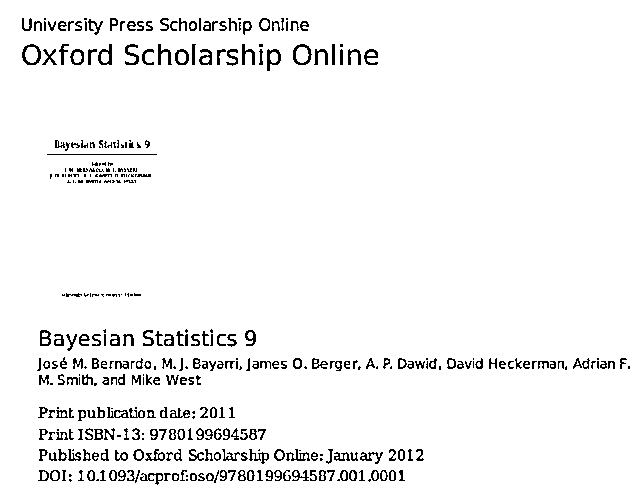 University Press Scholarship Online
Oxford Scholarship Online
Bayesian Statistics 9
Bayesian Statistics 9
José M. Bernardo, M. J. Bayarri, James O. Berger, A. P. Dawid, David Heckerman, Adrian F.
M. Smith, and Mike West
Print publication date: 2011
Print ISBN-13: 9780199694587
Published to Oxford Scholarship Online: January 2012
DOI: 10.1093/acprof:oso/9780199694587.001.0001